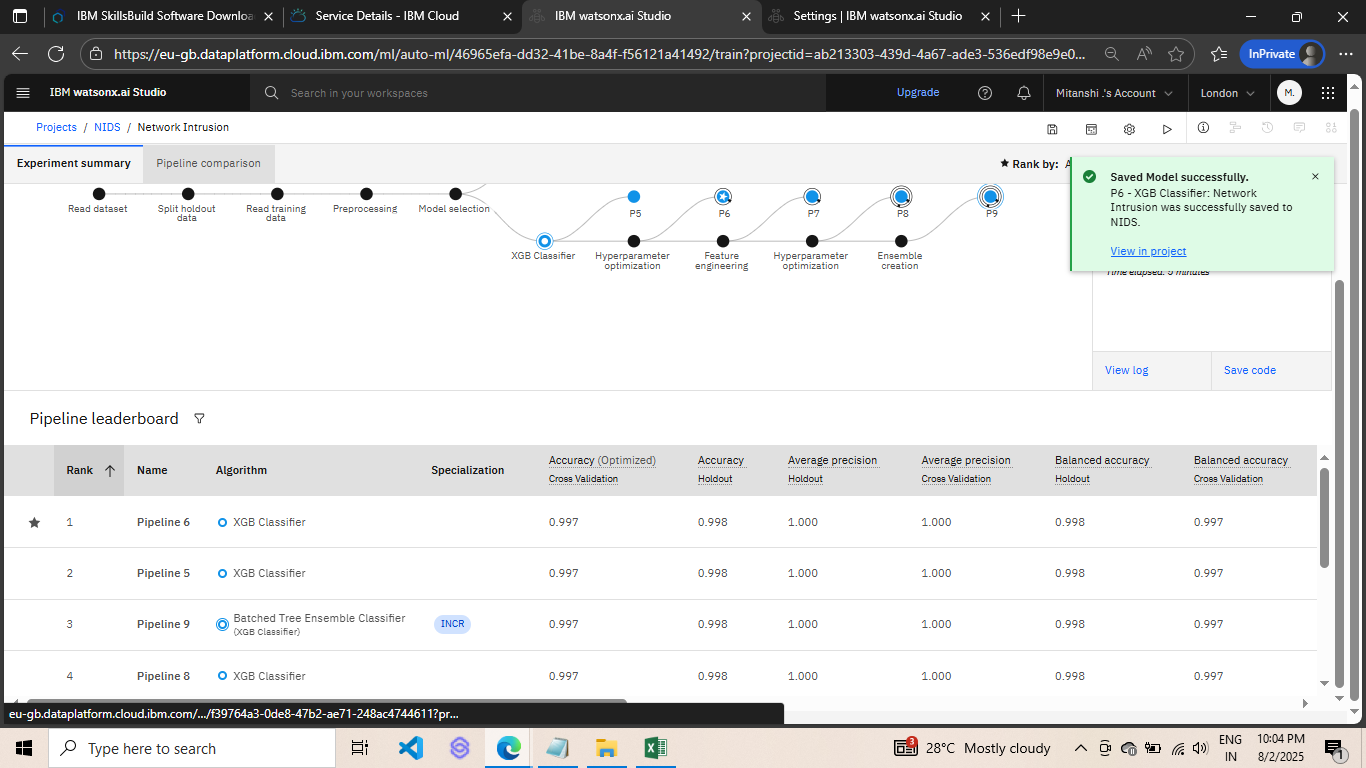 IBM SkillsBuild Software Downloa
Service Details - IBM Cloud
IBM watsonx.ai Studio
Settings | IBM watsonx.ai Studio
https://eu-gb.dataplatform.cloud.ibm.com/ml/auto-ml/46965efa-dd32-41be-8a4f-f56121a41492/train?projectid=ab213303-439d-4a67-ade3-536edf98e9e0...
InPrivate
IBM watsonx.ai Studio
Search in your workspaces
Upgrade
Mitanshi .'s Account
London
M.
Projects / NIDS / Network Intrusion
Experiment summary
Pipeline comparison
Rank by:
Saved Model successfully.
P6 - XGB Classifier: Network
Intrusion was successfully saved to
NIDS.
View in project
Read dataset
Split holdout
data
Read training
data
Preprocessing
Model selection
P5
P6
P7
P8
P9
XGB Classifier
Hyperparameter
optimization
Feature
engineering
Hyperparameter
optimization
Ensemble
creation
Time elapsed: 5 minutes
View log
Save code
Pipeline leaderboard
Rank
Name
Algorithm
Specialization
Accuracy (Optimized)
Cross Validation
Accuracy
Holdout
Average precision
Holdout
Average precision
Cross Validation
Balanced accuracy
Holdout
Balanced accuracy
Cross Validation
1 Pipeline 6 XGB Classifier 0.997 0.998 1.000 1.000 0.998 0.997
2 Pipeline 5 XGB Classifier 0.997 0.998 1.000 1.000 0.998 0.997
3 Pipeline 9 Batched Tree Ensemble Classifier
(XGB Classifier)
INCR 0.997 0.998 1.000 1.000 0.998 0.997
4 Pipeline 8 XGB Classifier 0.997 0.998 1.000 1.000 0.998 0.997
eu-gb.dataplatform.cloud.ibm.com/.../f39764a3-0de8-47b2-ae71-248ac4744611?pr...
Type here to search
3
28°C Mostly cloudy
ENG
IN
10:04 PM
8/2/2025
1